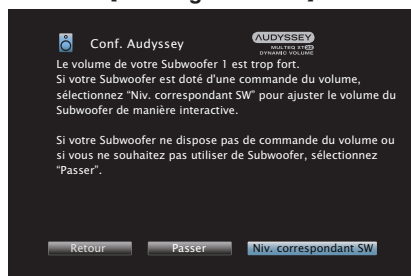 Conf. Audyssey
AUDYSSEY
MULTEQ XT32
DYNAMIC VOLUME
Le volume de votre Subwoofer 1 est trop fort.
Si votre Subwoofer est doté d'une commande du volume,
sélectionnez "Niv. correspondant SW" pour ajuster le volume du
Subwoofer de manière interactive.
Si votre Subwoofer ne dispose pas de commande du volume ou
si vous ne souhaitez pas utiliser de Subwoofer, sélectionnez
"Passer".
Retour
Passer
Niv. correspondant SW